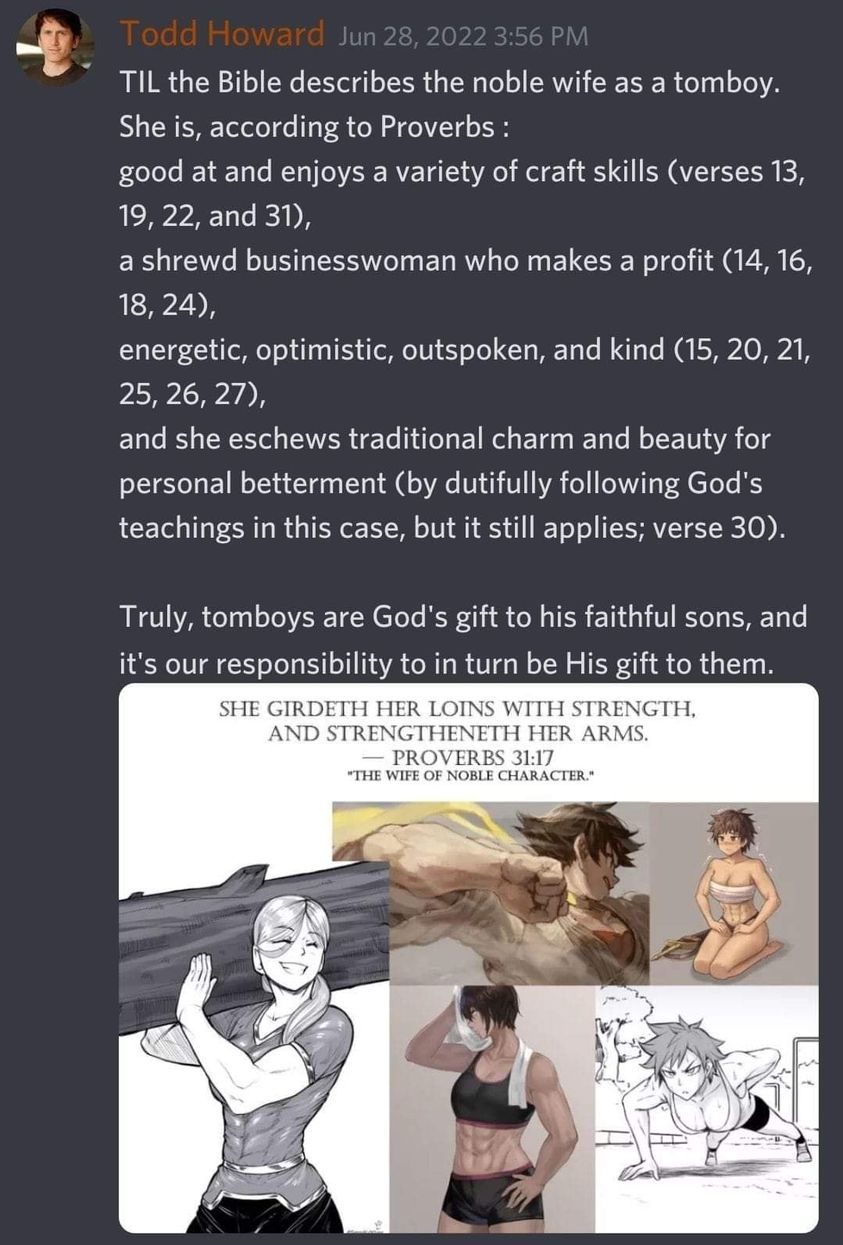 Todd Howard Jun 28, 2022 3:56 PM
TIL the Bible describes the noble wife as a tomboy.
She is, according to Proverbs :
good at and enjoys a variety of craft skills (verses 13,
19, 22, and 31),
a shrewd businesswoman who makes a profit (14, 16,
18, 24),
energetic, optimistic, outspoken, and kind (15, 20, 21,
25, 26, 27),
and she eschews traditional charm and beauty for
personal betterment (by dutifully following God's
teachings in this case, but it still applies; verse 30).
Truly, tomboys are God's gift to his faithful sons, and
it's our responsibility to in turn be His gift to them.
SHE GIRDETH HER LOINS WITH STRENGTH,
AND STRENGTHENETH HER ARMS.
— PROVERBS 31:17
"THE WIFE OF NOBLE CHARACTER."